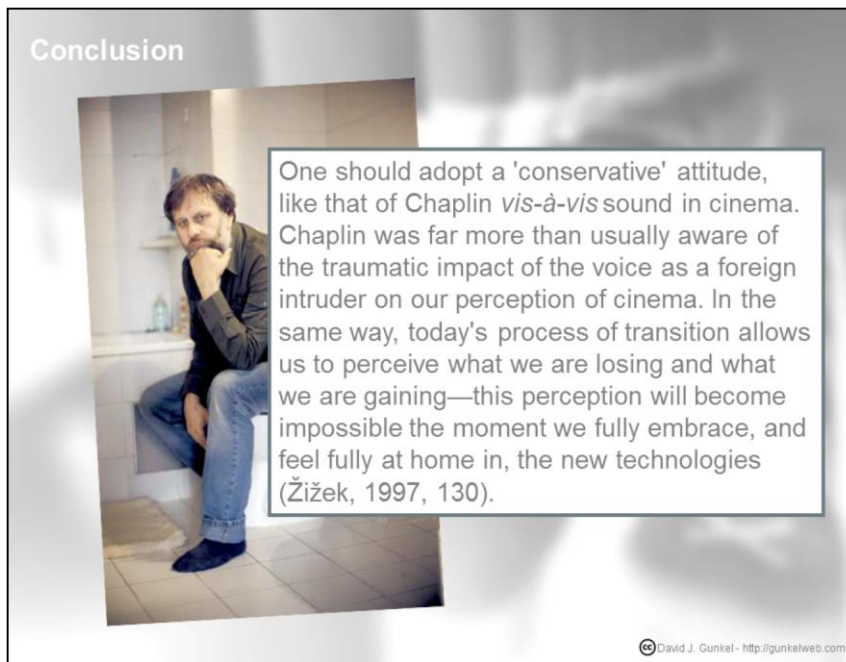 Conclusion
One should adopt a 'conservative' attitude,
like that of Chaplin vis-à-vis sound in cinema.
Chaplin was far more than usually aware of
the traumatic impact of the voice as a foreign
intruder on our perception of cinema. In the
same way, today's process of transition allows
us to perceive what we are losing and what
we are gaining—this perception will become
impossible the moment we fully embrace, and
feel fully at home in, the new technologies
(Žižek, 1997, 130).
cc David J. Gunkel - http://gunkelweb.com